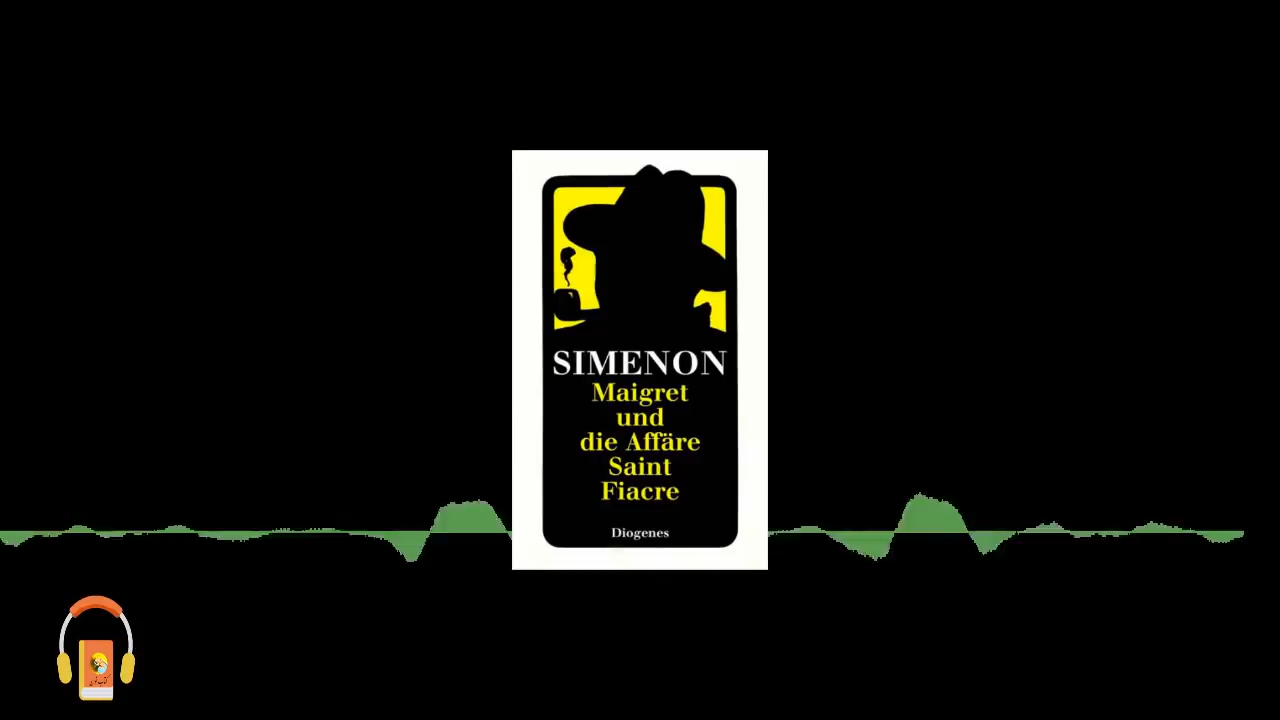 SIMENON
Maigret
und
die Affäre
Saint
Fiacre
Diogenes